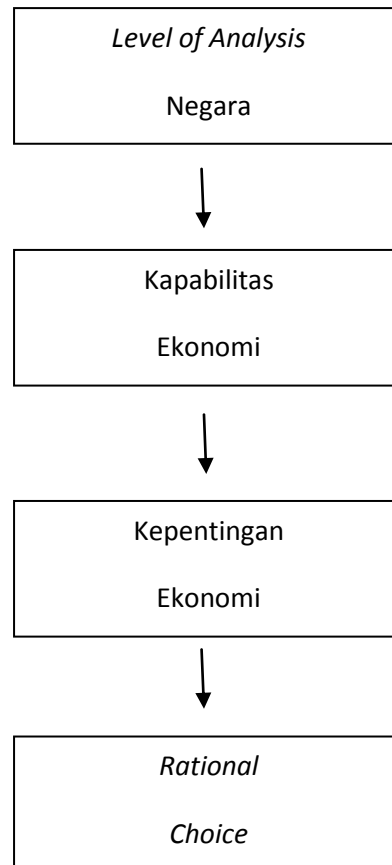 Level of Analysis
Negara
Kapabilitas
Ekonomi
Kepentingan
Ekonomi
Rational
Choice